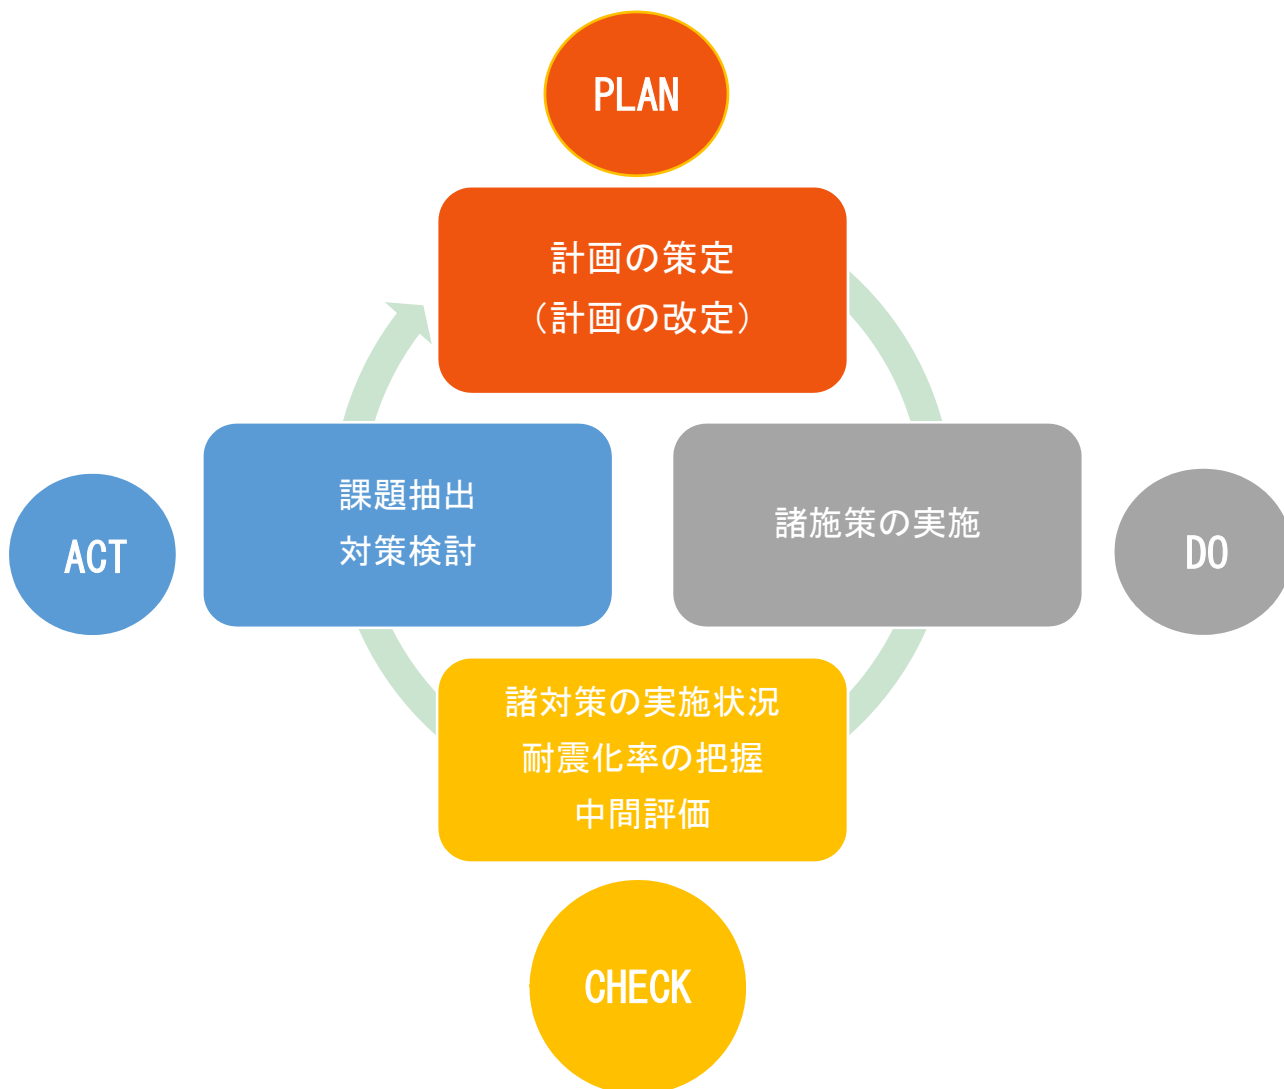 PLAN
計画の策定
（計画の改定）
課題抽出
対策検討
諸施策の実施
ACT
DO
諸対策の実施状況
耐震化率の把握
中間評価
CHECK